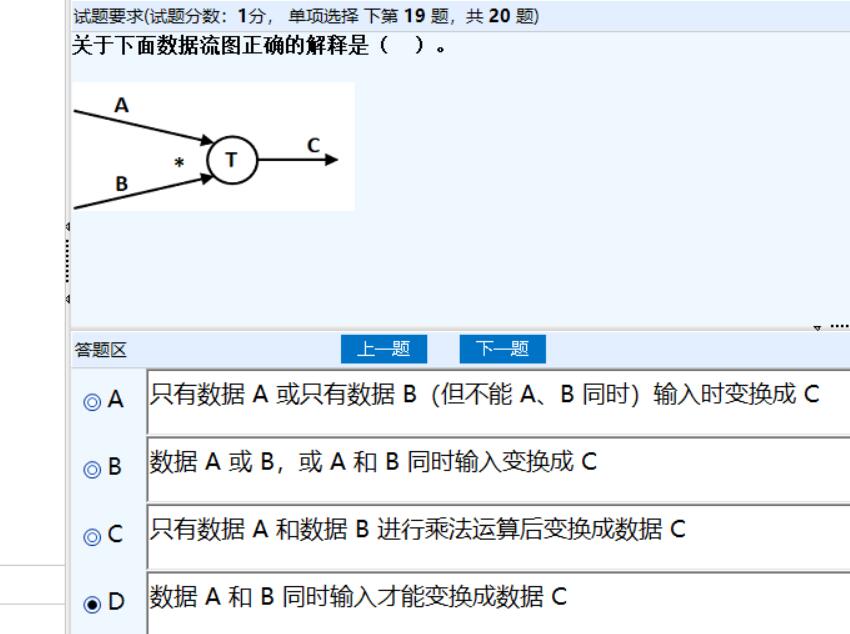 试题要求(试题分数：1分， 单项选择 下第 19 题，共 20 题)
关于下面数据流图正确的解释是（ ）。
A
*
T
C
B
答题区
上一题
下一题
A 只有数据 A 或只有数据 B（但不能 A、B 同时）输入时变换成 C
B 数据 A 或 B，或 A 和 B 同时输入变换成 C
C 只有数据 A 和数据 B 进行乘法运算后变换成数据 C
D 数据 A 和 B 同时输入才能变换成数据 C